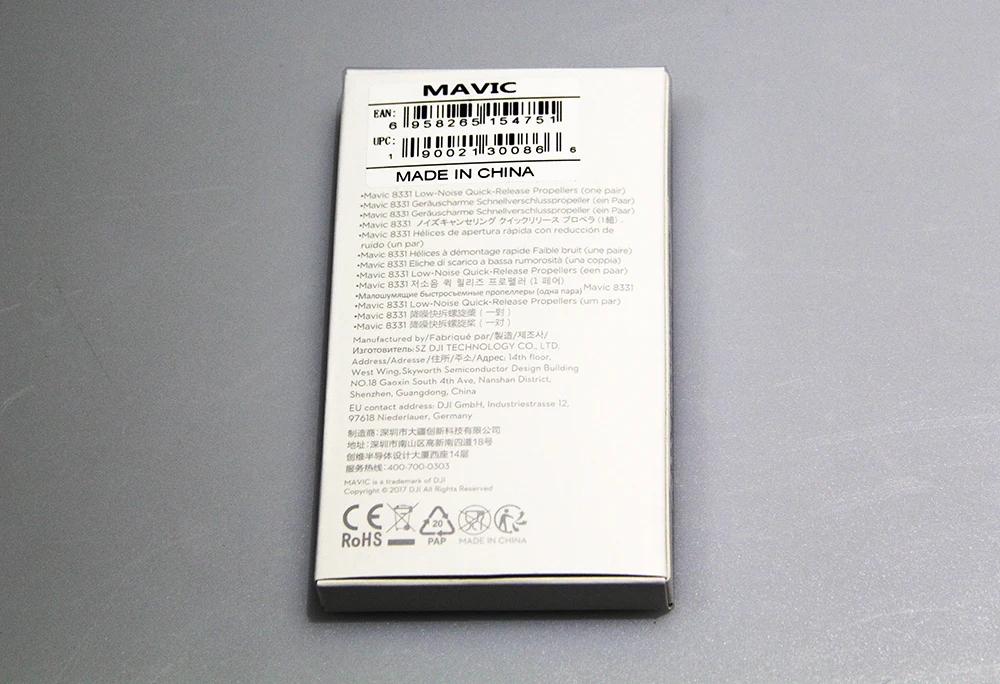 MAVIC
EAN:
6 958265 154751
UPC:
1 90021 30086 6
MADE IN CHINA
•Mavic 8331 Low-Noise Quick-Release Propellers (one pair)
•Mavic 8331 Geräuscharme Schnellverschlusspropeller (ein Paar)
•Mavic 8331 Geräuscharme Schnellverschlusspropeller (ein Paar)
•Mavic 8331 ノイズキャンセリング クイックリリース プロペラ (1組) .
•Mavic 8331 Hélices de apertura rápida con reducción de
ruido (un par)
•Mavic 8331 Hélices à démontage rapide Faible bruit (une paire)
•Mavic 8331 Eliche di scarico a bassa rumorosità (una coppia)
•Mavic 8331 Low-Noise Quick-Release Propellers (een paar)
•Mavic 8331 저소음 퀵 릴리즈 프로펠러 (1 페어)
•Малошумящие быстросъемные пропеллеры (одна пара) Mavic 8331
•Mavic 8331 Low-Noise Quick-Release Propellers (um par)
•Mavic 8331 降噪快拆螺旋槳（一對）
•Mavic 8331 降噪快拆螺旋桨（一对）
Manufactured by/Fabriqué par/製造/제조사/
Изготовитель: SZ DJI TECHNOLOGY CO., LTD.
Address/Adresse/住所/주소/Адрес: 14th floor,
West Wing, Skyworth Semiconductor Design Building
NO.18 Gaoxin South 4th Ave, Nanshan District,
Shenzhen, Guangdong, China
EU contact address: DJI GmbH, Industriestrasse 12,
97618 Niederlauer, Germany
制造商：深圳市大疆创新科技有限公司
地址：深圳市南山区高新南四道18号
创维半导体设计大厦西座14层
服务热线：400-700-0303
MAVIC is a trademark of DJI
Copyright © 2017 DJI All Rights Reserved
CE
RoHS
20
PAP
MADE IN CHINA